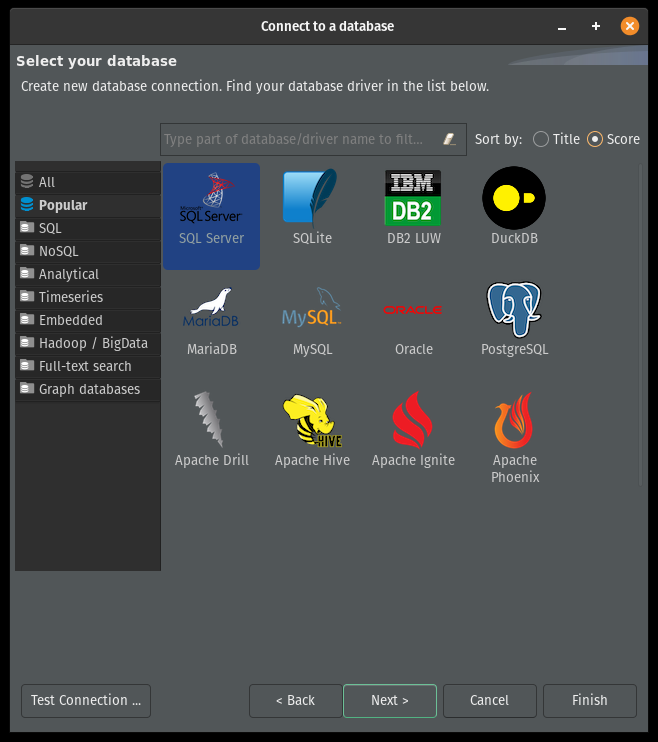 Connect to a database
Select your database
Create new database connection. Find your database driver in the list below.
Type part of database/driver name to filt...
Sort by:
Title
Score
All
Popular
SQL
NoSQL
Analytical
Timeseries
Embedded
Hadoop / BigData
Full-text search
Graph databases
Microsoft
SQL Server
SQL Server
SQLite
IBM
DB2
DB2 LUW
DuckDB
MariaDB
MariaDB
MySQL
MySQL
ORACLE
Oracle
PostgreSQL
Apache Drill
HIVE
Apache Hive
Apache Ignite
Apache
Phoenix
Test Connection ...
< Back
Next >
Cancel
Finish